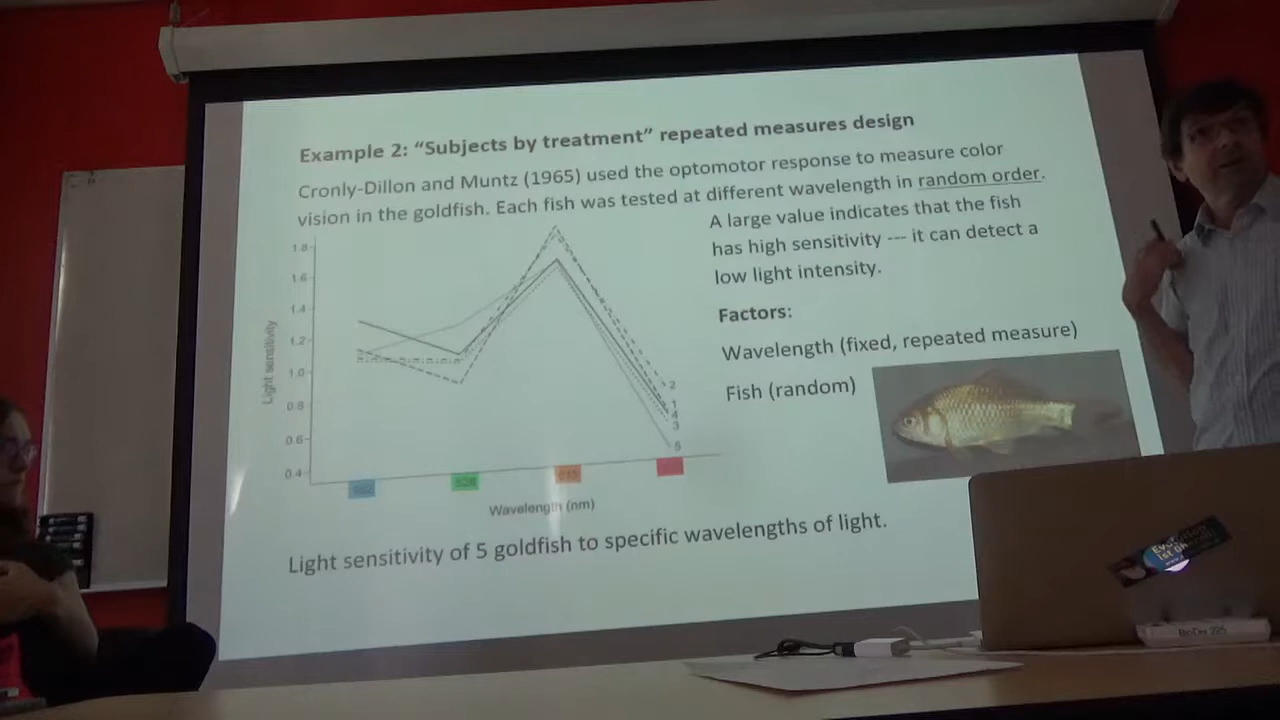 Example 2: “Subjects by treatment” repeated measures design
Cronly-Dillon and Muntz (1965) used the optomotor response to measure color
vision in the goldfish. Each fish was tested at different wavelength in random order.
A large value indicates that the fish
has high sensitivity --- it can detect a
low light intensity.
Factors:
Wavelength (fixed, repeated measure)
Fish (random)
Light sensitivity
1.8
1.6
1.4
1.2
1.0
0.8
0.6
0.4
2
1
4
3
5
Wavelength (nm)
Light sensitivity of 5 goldfish to specific wavelengths of light.